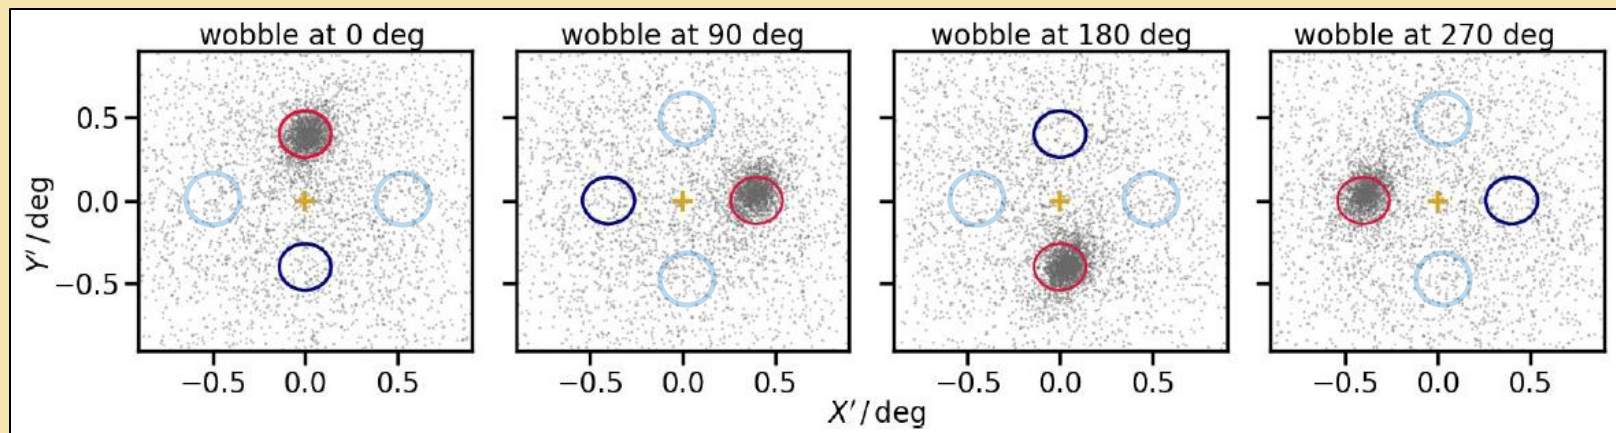 wobble at 0 deg
wobble at 90 deg
wobble at 180 deg
wobble at 270 deg
0.5
0.0
−0.5
Y′ / deg
−0.5 0.0 0.5
−0.5 0.0 0.5
−0.5 0.0 0.5
−0.5 0.0 0.5
X′ / deg